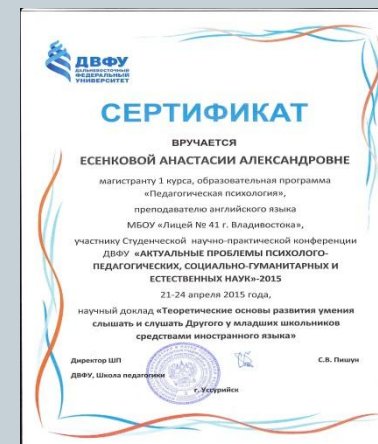 ДВФУ
ДАЛЬНЕВОСТОЧНЫЙ
ФЕДЕРАЛЬНЫЙ
УНИВЕРСИТЕТ
СЕРТИФИКАТ
ВРУЧАЕТСЯ
ЕСЕНКОВОЙ АНАСТАСИИ АЛЕКСАНДРОВНЕ
магистранту 1 курса, образовательная программа
«Педагогическая психология»,
преподавателю английского языка
МБОУ «Лицей № 41 г. Владивостока»,
участнику Студенческой научно-практической конференции
ДВФУ «АКТУАЛЬНЫЕ ПРОБЛЕМЫ ПСИХОЛОГО-
ПЕДАГОГИЧЕСКИХ, СОЦИАЛЬНО-ГУМАНИТАРНЫХ И
ЕСТЕСТВЕННЫХ НАУК»-2015
21-24 апреля 2015 года,
научный доклад «Теоретические основы развития умения
слышать и слушать Другого у младших школьников
средствами иностранного языка»
Директор ШП С.В. Пишун
ДВФУ, Школа педагогики
г. Уссурийск